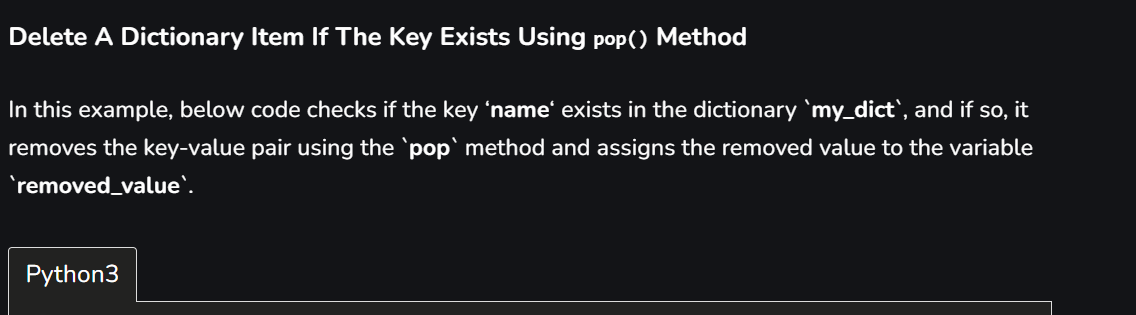 Delete A Dictionary Item If The Key Exists Using pop() Method
In this example, below code checks if the key ‘name‘ exists in the dictionary `my_dict`, and if so, it
removes the key-value pair using the `pop` method and assigns the removed value to the variable
`removed_value`.
Python3